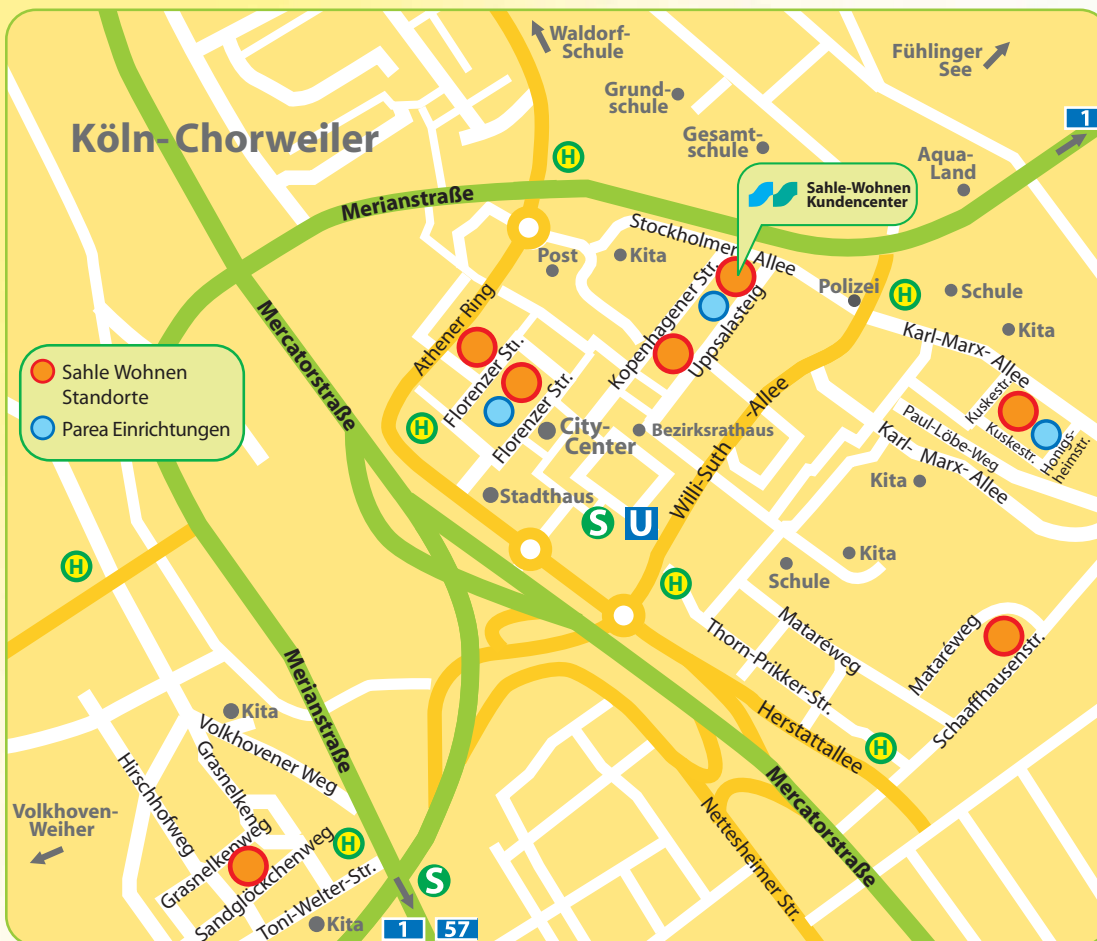 Waldorf-
Schule
Fühlinger
See
Grund-
schule
1
Köln-Chorweiler
Gesamt-
schule
H
Aqua-
Land
Sahle-Wohnen
Kundencenter
Merianstraße
Stockholmer Allee
Post
Kita
Kopenhagener Str.
Uppsalasteig
Polizei
H
Schule
Kita
Karl-Marx-Allee
Mercatorstraße
Athener Ring
Florenzer Str.
Florenzer Str.
Sahle Wohnen
Standorte
Parea Einrichtungen
H
City-
Center
Bezirksrathaus
Willi-Suth-Allee
Kuskestr.
Kuskestr.
Honigs-
heimstr.
Paul-Löbe-Weg
Karl-Marx-Allee
Kita
Stadthaus
S
U
H
Kita
Schule
H
Thorn-Prikker-Str.
Mataréweg
Mataréweg
Schaaffhausenstr.
Merianstraße
Kita
Volkhovener Weg
Herstattallee
H
Hirschhofweg
Grasnelken
Mercatorstraße
Nettesheimer Str.
Volkhoven-
Weiher
Grasnelkenweg
Sandglöckchenweg
H
Toni-Welter-Str.
S
Kita
1
57